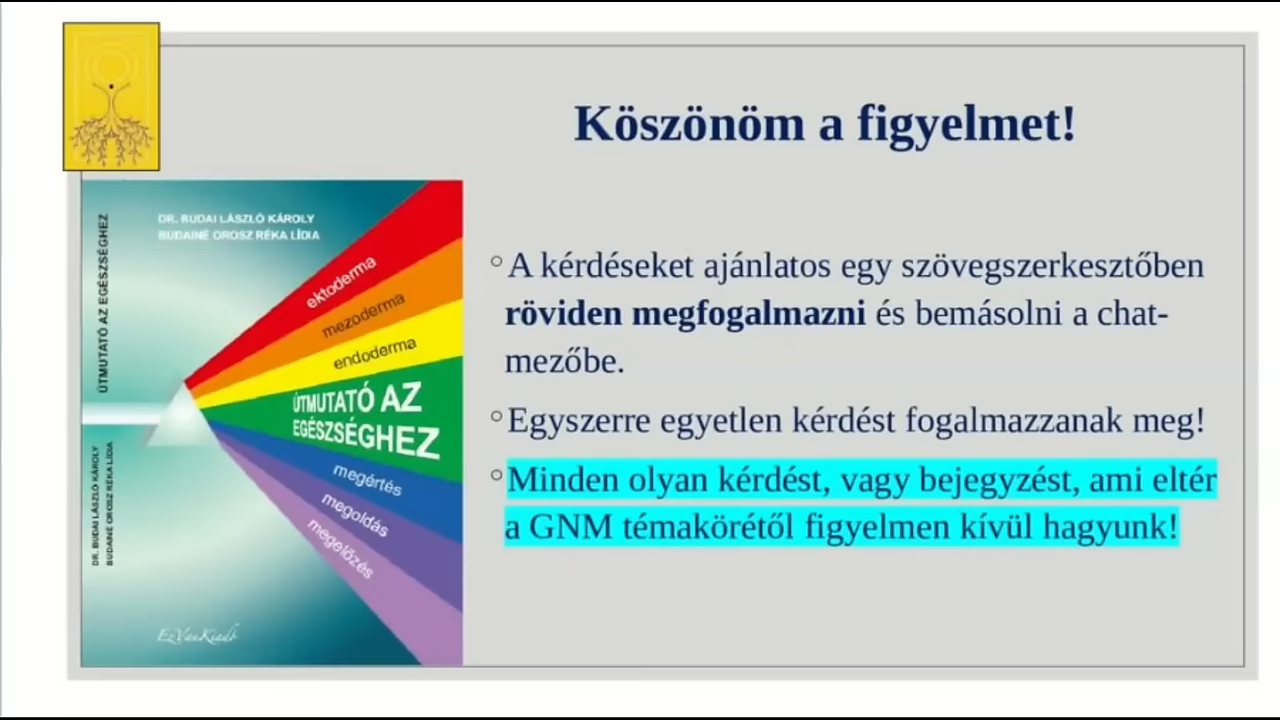 Köszönöm a figyelmet!
ÚTMUTATÓ AZ EGÉSZSÉGHEZ
DR. BUDAI LÁSZLÓ KÁROLY
BUDAINÉ OROSZ RÉKA LÍDIA
DR. BUDAI LÁSZLÓ KÁROLY
BUDAINÉ OROSZ RÉKA LÍDIA
ektoderma
mezoderma
endoderma
ÚTMUTATÓ AZ
EGÉSZSÉGHEZ
megértés
megoldás
megelőzés
EzVanKiadó
°A kérdéseket ajánlatos egy szövegszerkesztőben
röviden megfogalmazni és bemásolni a chat-
mezőbe.
°Egyszerre egyetlen kérdést fogalmazzanak meg!
°Minden olyan kérdést, vagy bejegyzést, ami eltér
a GNM témakörétől figyelmen kívül hagyunk!